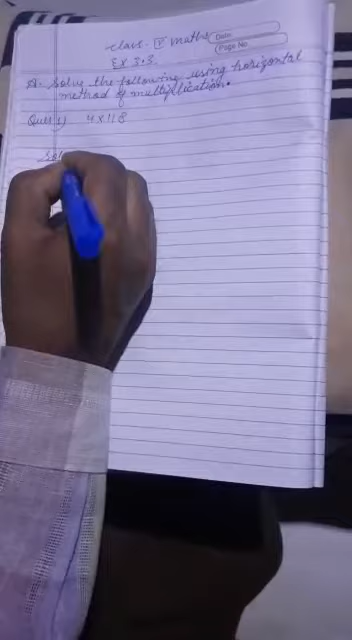 class - V maths
Date
Page No.
EX 3.3.
Q1. Solve the following using horizontal
method of multiplication.
Ques 4 x 118
Sol